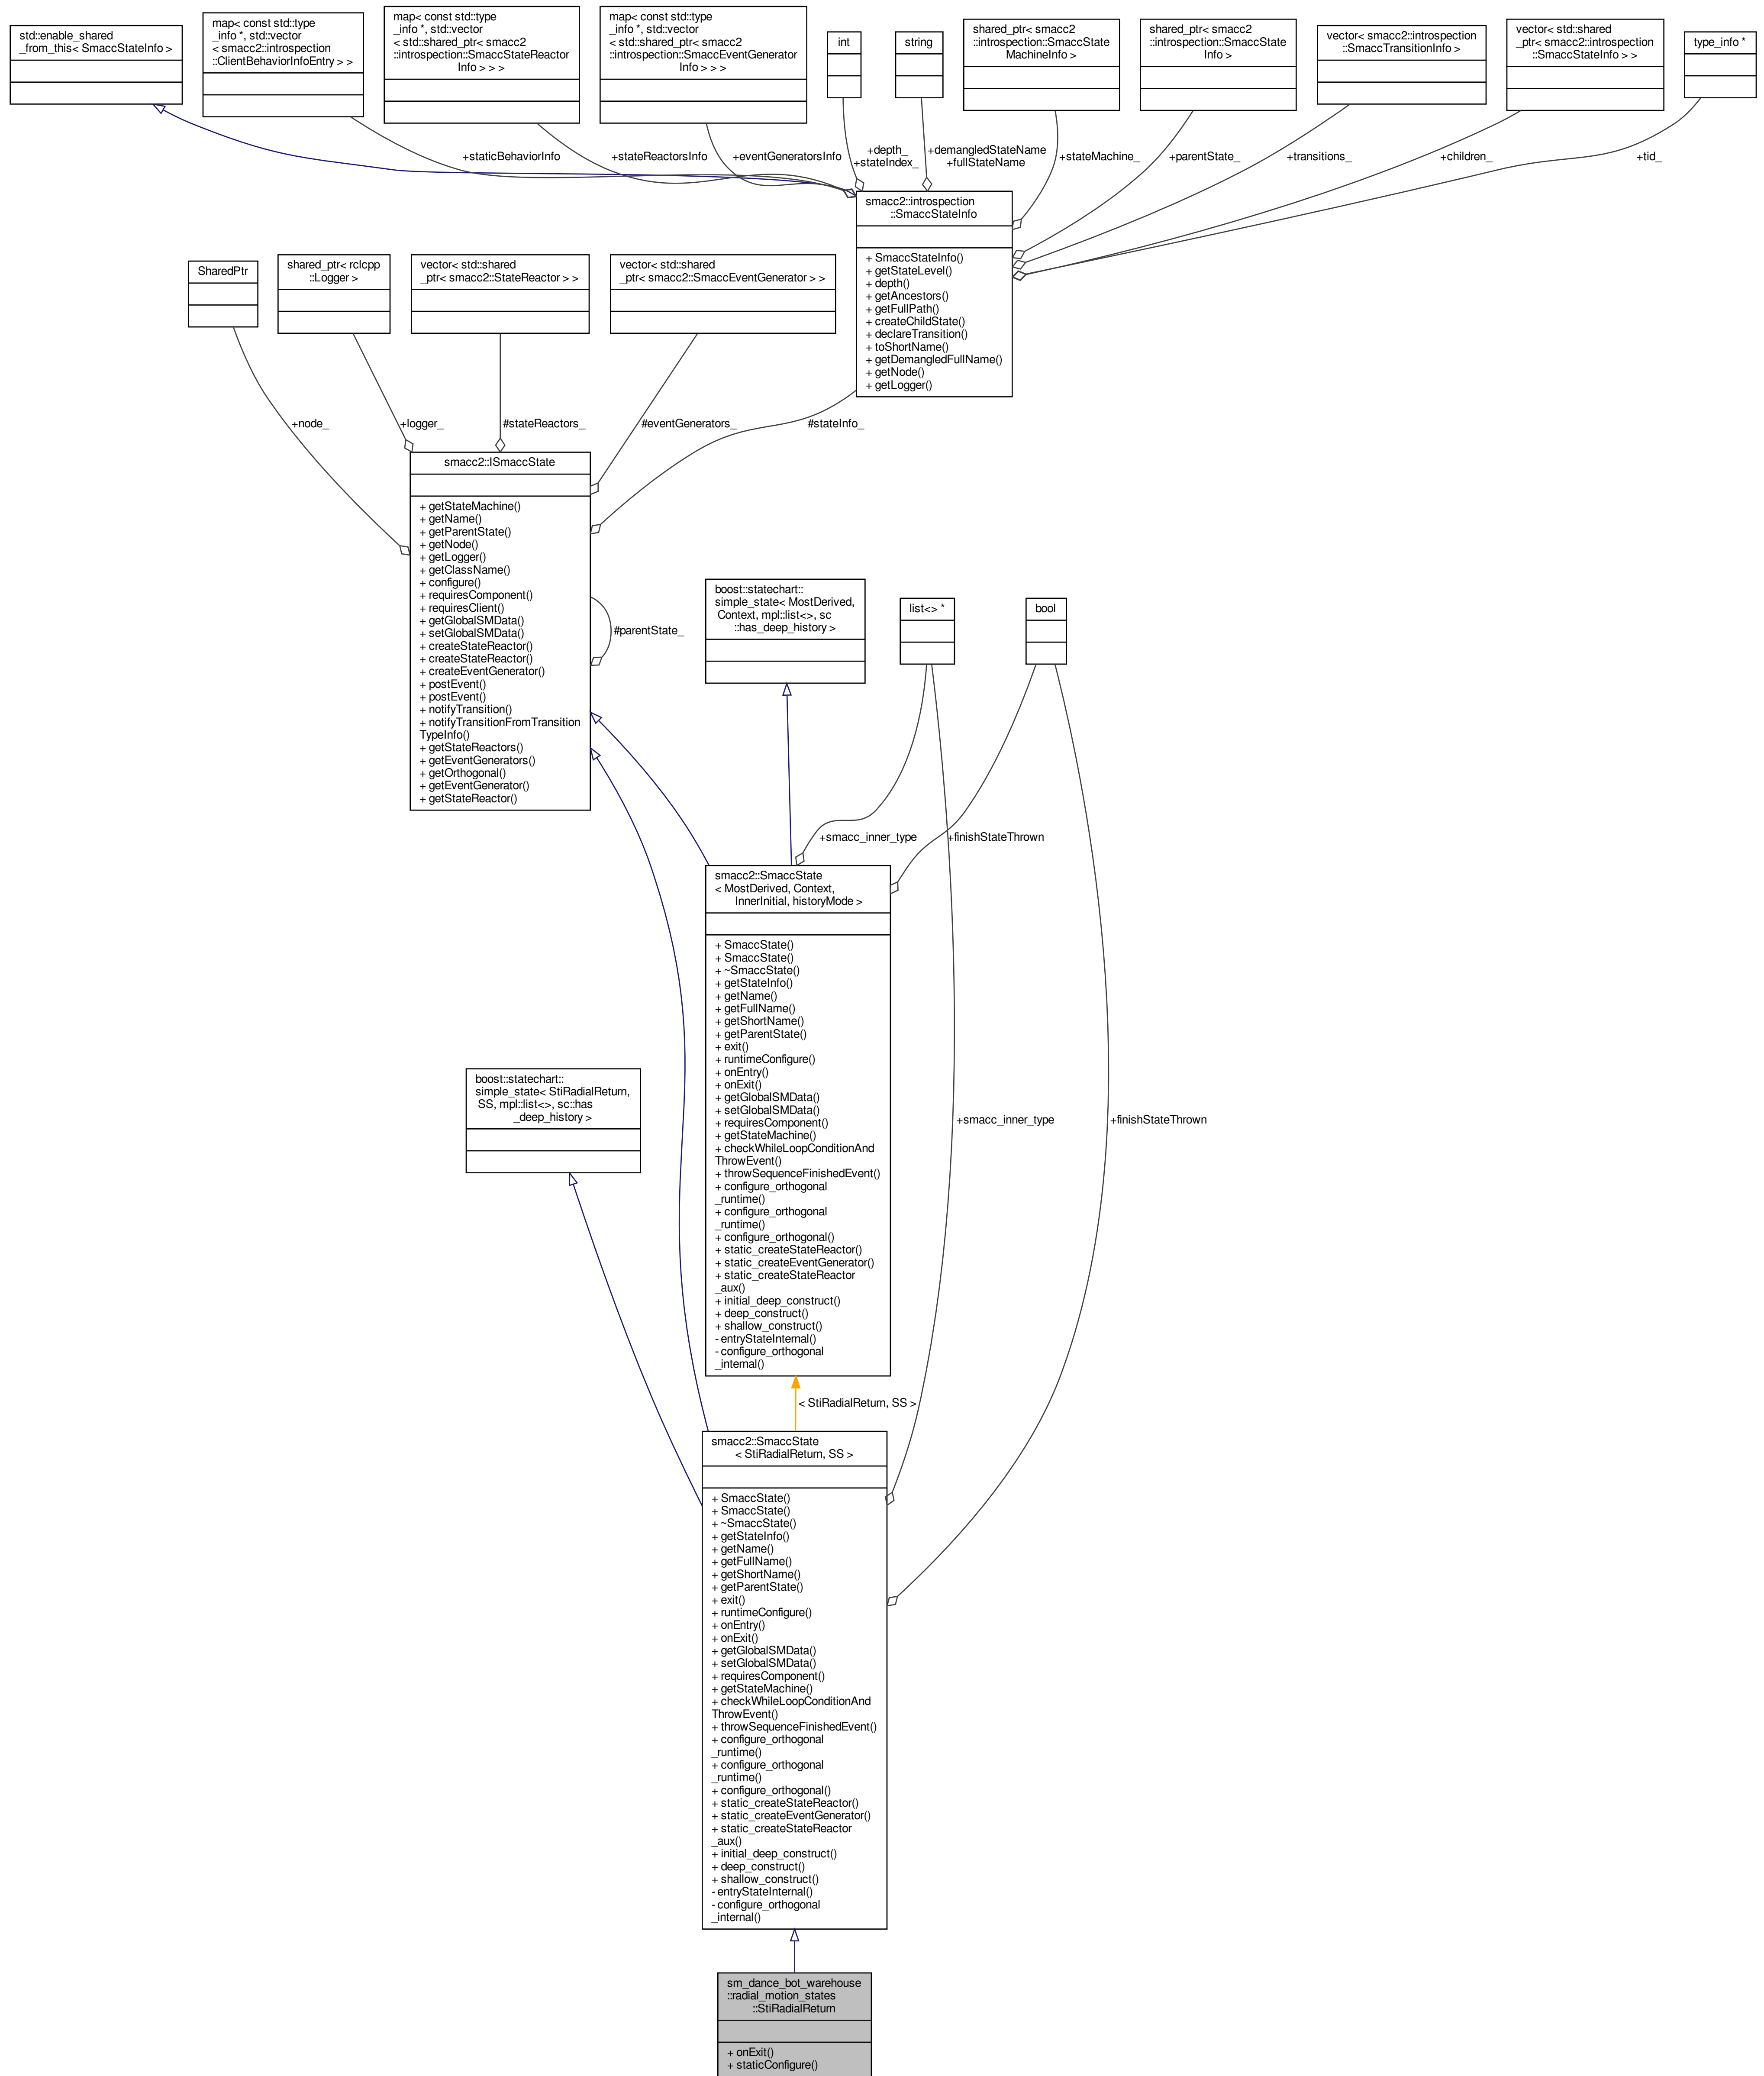 std::enable_shared
_from_this< SmaccStateInfo >
map< const std::type
_info *, std::vector
< smacc2::introspection
::ClientBehaviorInfoEntry > >
map< const std::type
_info *, std::vector
< std::shared_ptr< smacc2
::introspection::SmaccStateReactor
Info > > >
map< const std::type
_info *, std::vector
< std::shared_ptr< smacc2
::introspection::SmaccEventGenerator
Info > > >
int
string
shared_ptr< smacc2
::introspection::SmaccState
MachineInfo >
shared_ptr< smacc2
::introspection::SmaccState
Info >
vector< smacc2::introspection
::SmaccTransitionInfo >
vector< std::shared
_ptr< smacc2::introspection
::SmaccStateInfo > >
type_info *
+staticBehaviorInfo
+stateReactorsInfo
+eventGeneratorsInfo
+depth_
+stateIndex_
+demangledStateName
+fullStateName
+stateMachine_
+parentState_
+transitions_
+children_
+tid_
smacc2::introspection
::SmaccStateInfo
+ SmaccStateInfo()
+ getStateLevel()
+ depth()
+ getAncestors()
+ getFullPath()
+ createChildState()
+ declareTransition()
+ toShortName()
+ getDemangledFullName()
+ getNode()
+ getLogger()
SharedPtr
shared_ptr< rclcpp
::Logger >
vector< std::shared
_ptr< smacc2::StateReactor > >
vector< std::shared
_ptr< smacc2::SmaccEventGenerator > >
+node_
+logger_
#stateReactors_
#eventGenerators_
#stateInfo_
smacc2::ISmaccState
+ getStateMachine()
+ getName()
+ getParentState()
+ getNode()
+ getLogger()
+ getClassName()
+ configure()
+ requiresComponent()
+ requiresClient()
+ getGlobalSMData()
+ setGlobalSMData()
+ createStateReactor()
+ createStateReactor()
+ createEventGenerator()
+ postEvent()
+ postEvent()
+ notifyTransition()
+ notifyTransitionFromTransition
TypeInfo()
+ getStateReactors()
+ getEventGenerators()
+ getOrthogonal()
+ getEventGenerator()
+ getStateReactor()
#parentState_
boost::statechart::
simple_state< MostDerived,
Context, mpl::list<>, sc
::has_deep_history >
list<> *
bool
+smacc_inner_type
+finishStateThrown
smacc2::SmaccState
< MostDerived, Context,
InnerInitial, historyMode >
+ SmaccState()
+ SmaccState()
+ ~SmaccState()
+ getStateInfo()
+ getName()
+ getFullName()
+ getShortName()
+ getParentState()
+ exit()
+ runtimeConfigure()
+ onEntry()
+ onExit()
+ getGlobalSMData()
+ setGlobalSMData()
+ requiresComponent()
+ getStateMachine()
+ checkWhileLoopConditionAnd
ThrowEvent()
+ throwSequenceFinishedEvent()
+ configure_orthogonal
_runtime()
+ configure_orthogonal
_runtime()
+ configure_orthogonal()
+ static_createStateReactor()
+ static_createEventGenerator()
+ static_createStateReactor
_aux()
+ initial_deep_construct()
+ deep_construct()
+ shallow_construct()
- entryStateInternal()
- configure_orthogonal
_internal()
boost::statechart::
simple_state< StiRadialReturn,
SS, mpl::list<>, sc::has
_deep_history >
+smacc_inner_type
+finishStateThrown
< StiRadialReturn, SS >
smacc2::SmaccState
< StiRadialReturn, SS >
+ SmaccState()
+ SmaccState()
+ ~SmaccState()
+ getStateInfo()
+ getName()
+ getFullName()
+ getShortName()
+ getParentState()
+ exit()
+ runtimeConfigure()
+ onEntry()
+ onExit()
+ getGlobalSMData()
+ setGlobalSMData()
+ requiresComponent()
+ getStateMachine()
+ checkWhileLoopConditionAnd
ThrowEvent()
+ throwSequenceFinishedEvent()
+ configure_orthogonal
_runtime()
+ configure_orthogonal
_runtime()
+ configure_orthogonal()
+ static_createStateReactor()
+ static_createEventGenerator()
+ static_createStateReactor
_aux()
+ initial_deep_construct()
+ deep_construct()
+ shallow_construct()
- entryStateInternal()
- configure_orthogonal
_internal()
sm_dance_bot_warehouse
::radial_motion_states
::StiRadialReturn
+ onExit()
+ staticConfigure()